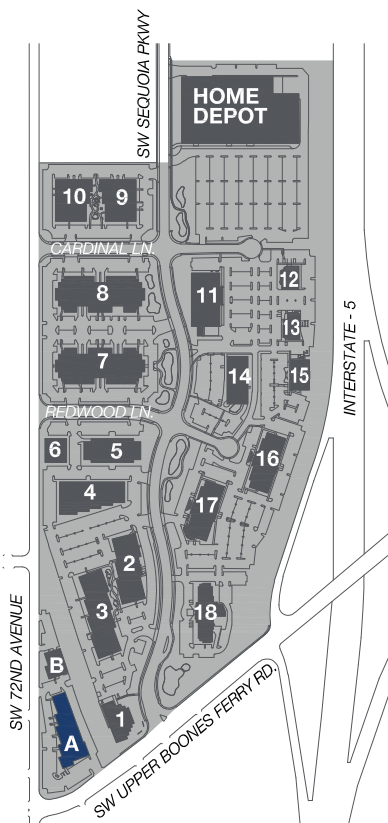 SW SEQUOIA PKWY
HOME
DEPOT
10
9
CARDINAL LN.
8
11
12
13
INTERSTATE - 5
7
14
15
REDWOOD LN.
6
5
16
4
17
2
3
18
SW 72ND AVENUE
B
A
1
SW UPPER BOONES FERRY RD.